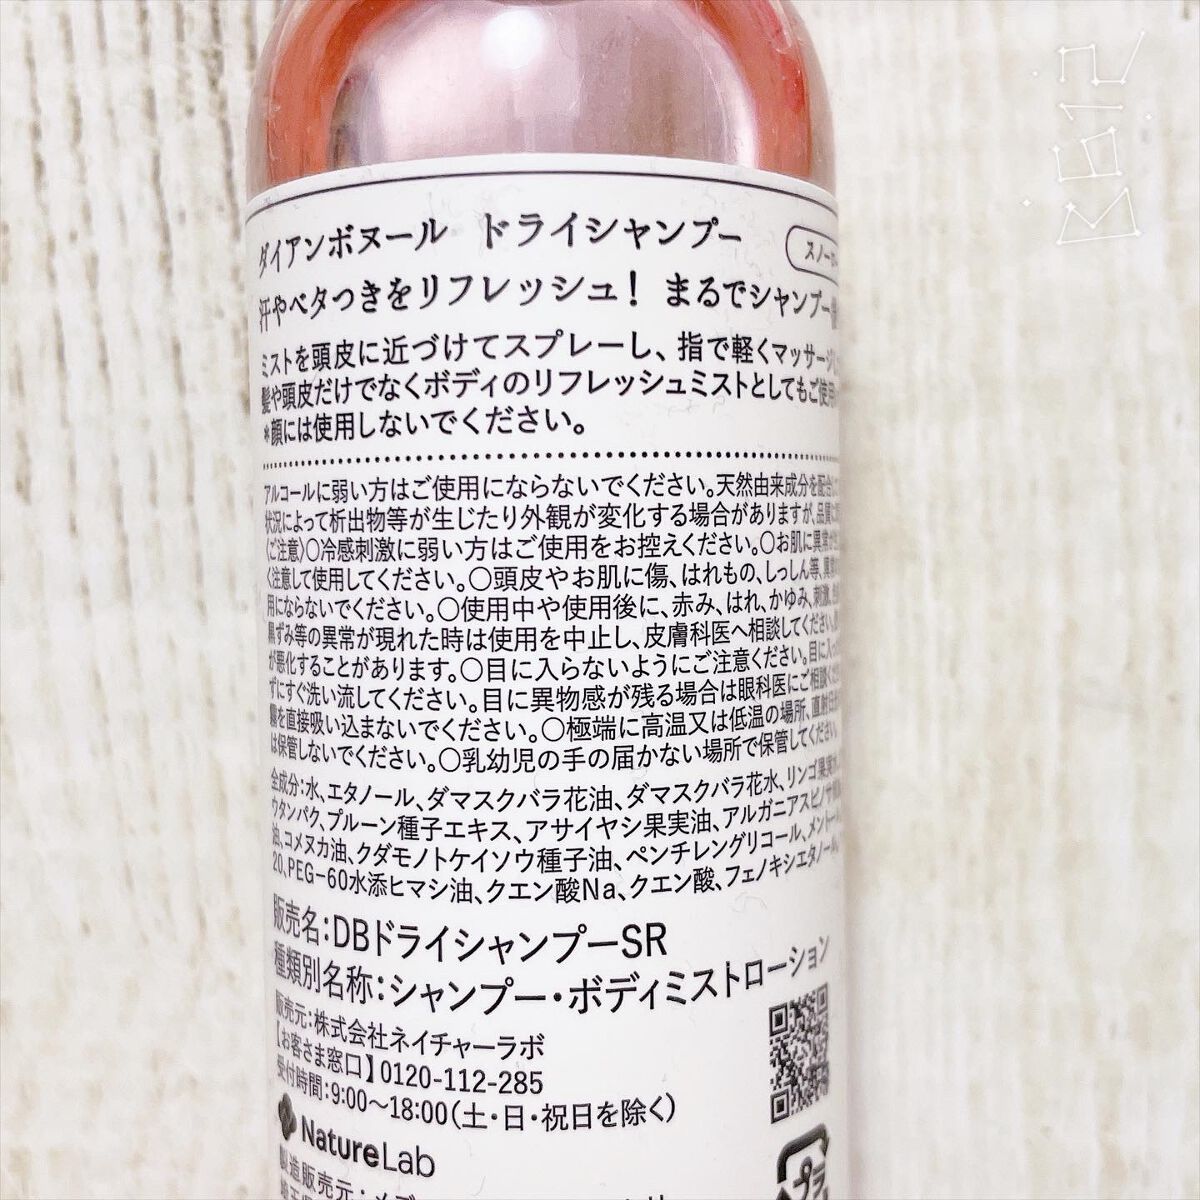 ダイアンボヌール ドライシャンプー
スノー
汗やベタつきをリフレッシュ! まるでシャンプー
ミストを頭皮に近づけてスプレーし、指で軽くマッサージ
髪や頭皮だけでなくボディのリフレッシュミストとしてもご使用
*顔には使用しないでください。
アルコールに弱い方はご使用にならないでください。天然由来成分を配合
状況によって析出物等が生じたり外観が変化する場合がありますが、品質に
〈ご注意〉○冷感刺激に弱い方はご使用をお控えください。○お肌に異常が
く注意して使用してください。○頭皮やお肌に傷、はれもの、しっしん等、異常
用にならないでください。○使用中や使用後に、赤み、はれ、かゆみ、刺激、
黒ずみ等の異常が現れた時は使用を中止し、皮膚科医へ相談してください。
が悪化することがあります。○目に入らないようにご注意ください。目に入っ
ずにすぐ洗い流してください。目に異物感が残る場合は眼科医にご相談くだ
霧を直接吸い込まないでください。○極端に高温又は低温の場所、直射日
は保管しないでください。○乳幼児の手の届かない場所で保管してください。
全成分:水、エタノール、ダマスクバラ花油、ダマスクバラ花水、リンゴ果実
ウタンパク、プルーン種子エキス、アサイヤシ果実油、アルガニアスピノサ
油、コメヌカ油、クダモノトケイソウ種子油、ペンチレングリコール、メントール
20、PEG-60水添ヒマシ油、クエン酸Na、クエン酸、フェノキシエタノール、
販売名:DBドライシャンプーSR
種類別名称:シャンプー・ボディミストローション
販売元:株式会社ネイチャーラボ
【お客さま窓口】0120-112-285
受付時間:9:00~18:00(土・日・祝日を除く)
NatureLab
製造販売元:メデ
プラ